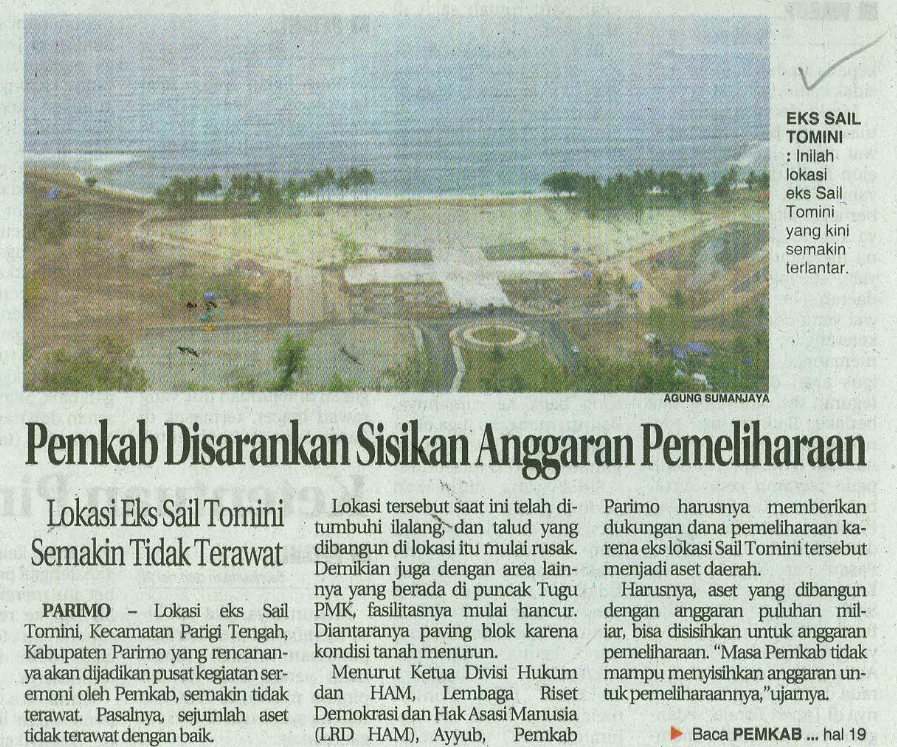 EKS SAIL
TOMINI
: Inilah
lokasi
eks Sail
Tomini
yang kini
semakin
terlantar.
AGUNG SUMANJAYA
Pemkab Disarankan Sisikan Anggaran Pemeliharaan
Lokasi Eks Sail Tomini
Semakin Tidak Terawat
PARIMO – Lokasi eks Sail
Tomini, Kecamatan Parigi Tengah,
Kabupaten Parimo yang rencanan-
ya akan dijadikan pusat kegiatan ser-
emoni oleh Pemkab, semakin tidak
terawat. Pasalnya, sejumlah aset
tidak terawat dengan baik.
Lokasi tersebut saat ini telah di-
tumbuhi ilalang, dan talud yang
dibangun di lokasi itu mulai rusak.
Demikian juga dengan area lain-
nya yang berada di puncak Tugu
PMK, fasilitasnya mulai hancur.
Diantaranya paving blok karena
kondisi tanah menurun.
Menurut Ketua Divisi Hukum
dan HAM, Lembaga Riset
Demokrasi dan Hak Asasi Manusia
(LRD HAM), Ayyub, Pemkab
Parimo harusnya memberikan
dukungan dana pemeliharaan ka-
rena eks lokasi Sail Tomini tersebut
menjadi aset daerah.
Harusnya, aset yang dibangun
dengan anggaran puluhan mil-
iar, bisa disisihkan untuk anggaran
pemeliharaan. “Masa Pemkab tidak
mampu menyisihkan anggaran un-
tuk pemeliharaannya,”ujarnya.
Baca PEMKAB ... hal 19